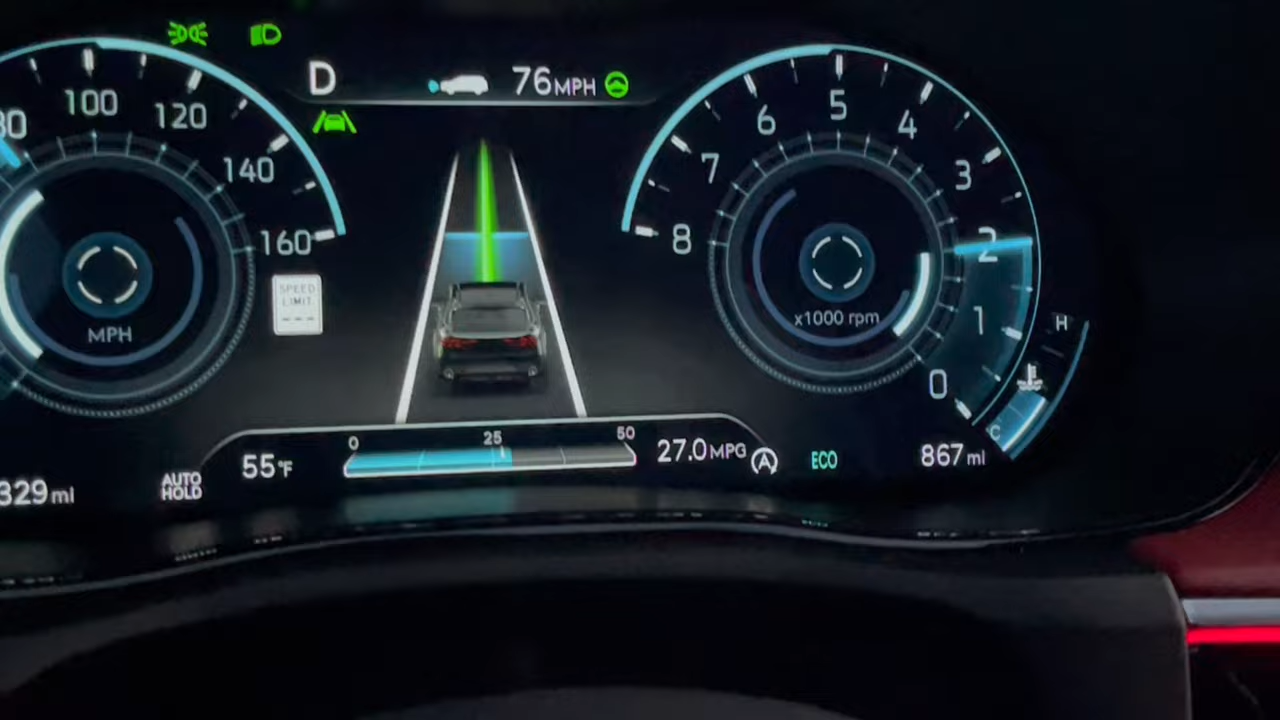 D
76 MPH
80
100
120
140
160
MPH
SPEED
LIMIT
8
7
6
5
4
3
2
1
0
x1000 rpm
H
C
0
25
50
55°F
27.0 MPG
A
ECO
867 mi
329 mi
AUTO
HOLD